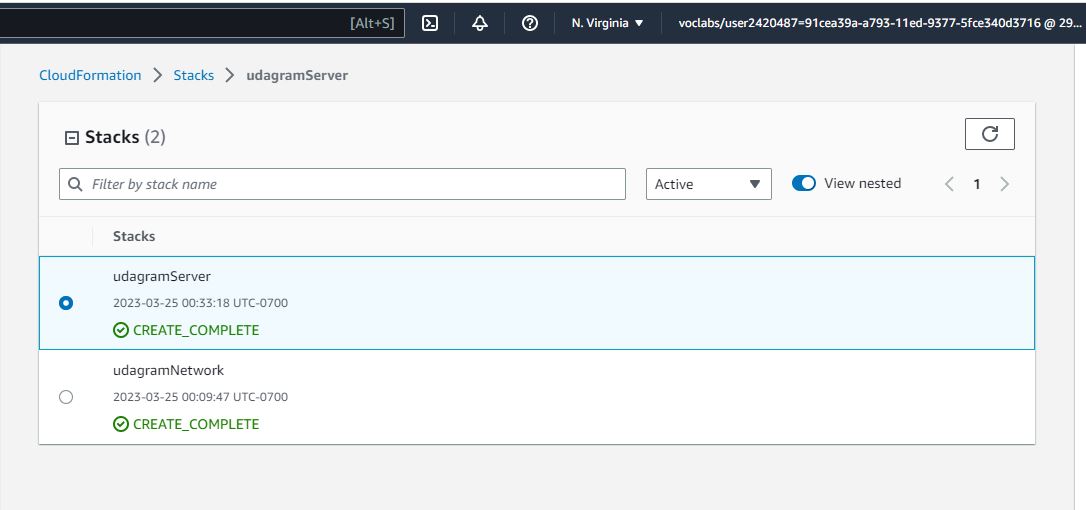 [Alt+S] N. Virginia voclabs/user2420487=91cea39a-a793-11ed-9377-5fce340d3716 @ 29...
CloudFormation Stacks udagramServer
Stacks (2)
Filter by stack name Active View nested 1
Stacks
udagramServer
2023-03-25 00:33:18 UTC-0700
CREATE_COMPLETE
udagramNetwork
2023-03-25 00:09:47 UTC-0700
CREATE_COMPLETE